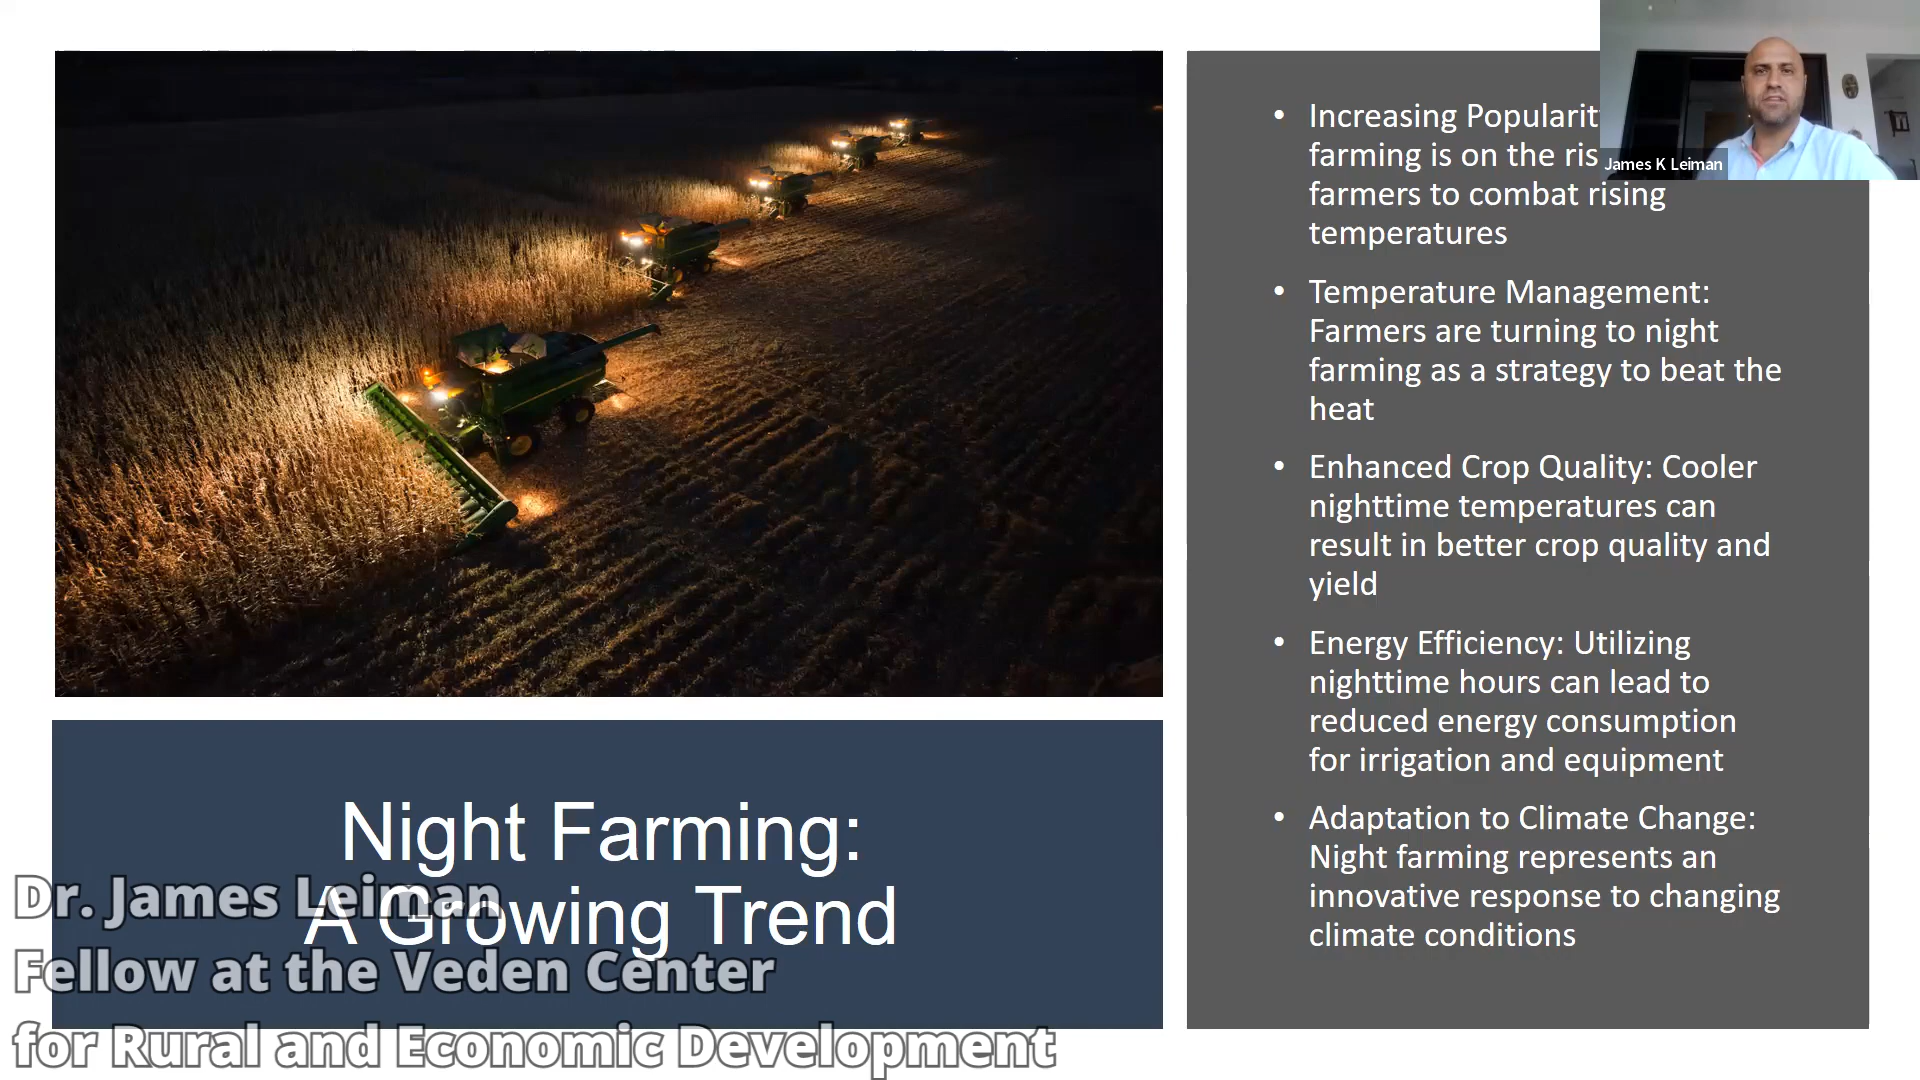 • Increasing Popularit
farming is on the ris
farmers to combat rising
temperatures
• Temperature Management:
Farmers are turning to night
farming as a strategy to beat the
heat
• Enhanced Crop Quality: Cooler
nighttime temperatures can
result in better crop quality and
yield
• Energy Efficiency: Utilizing
nighttime hours can lead to
reduced energy consumption
for irrigation and equipment
• Adaptation to Climate Change:
Night farming represents an
innovative response to changing
climate conditions
James K Leiman
Night Farming:
A Growing Trend
Dr. James Leiman
Fellow at the Veden Center
for Rural and Economic Development